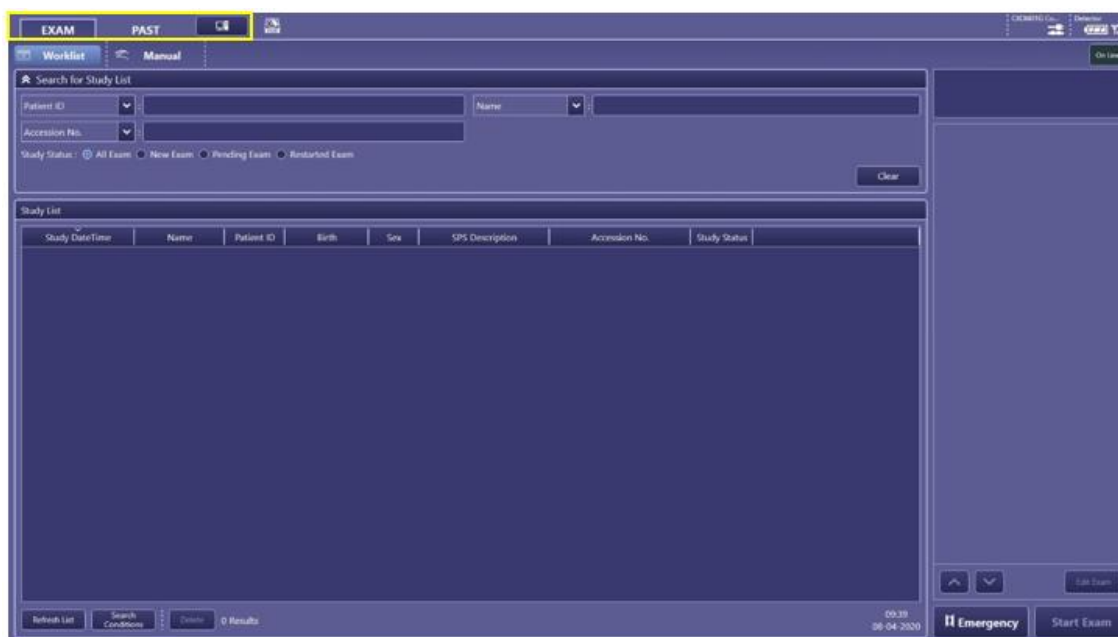 EXAM PAST
Detector
Worklist Manual
On Line
Search for Study List
Patient ID : Name :
Accession No. :
Study Status : All Exam New Exam Pending Exam Restarted Exam
Clear
Study List
Study DateTime Name Patient ID Birth Sex SPS Description Accession No. Study Status
Edit Exam
Refresh List Search Conditions Delete 0 Results 09:39
08-04-2020
Emergency Start Exam